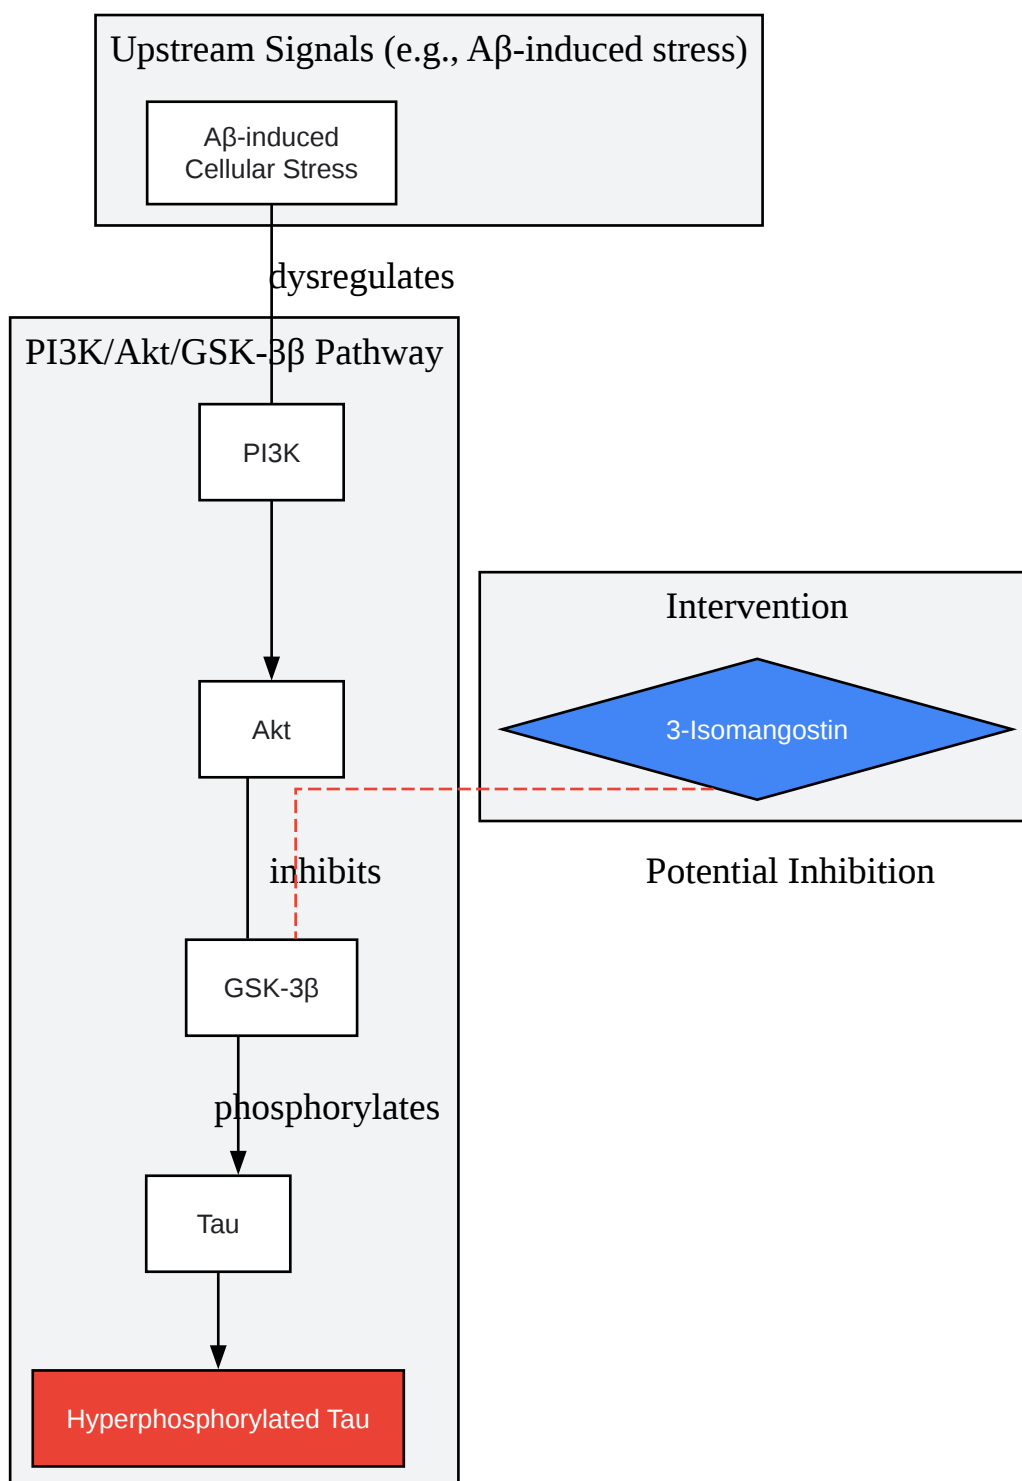 Upstream Signals (e.g., Aβ-induced stress)
Aβ-induced
Cellular Stress
dysregulates
PI3K/Akt/GSK-3β Pathway
PI3K
Intervention
Akt
3-Isomangostin
inhibits
Potential Inhibition
GSK-3β
phosphorylates
Tau
Hyperphosphorylated Tau